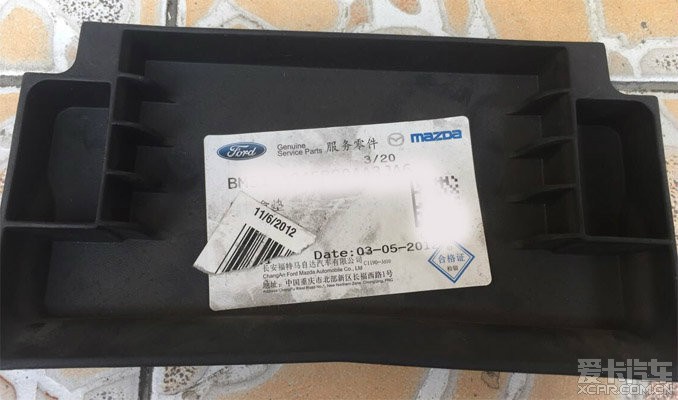 Ford
Genuine
Service Parts 服务零件 mazda
3/20
11/6/2012
Date:03-05-201
长安福特马自达汽车有限公司
ChangAn Ford Mazda Automobile Co., Ltd
地址：中国重庆市北部新区长福西路1号
合格证
检验
爱卡汽车
XCAR.COM.CN